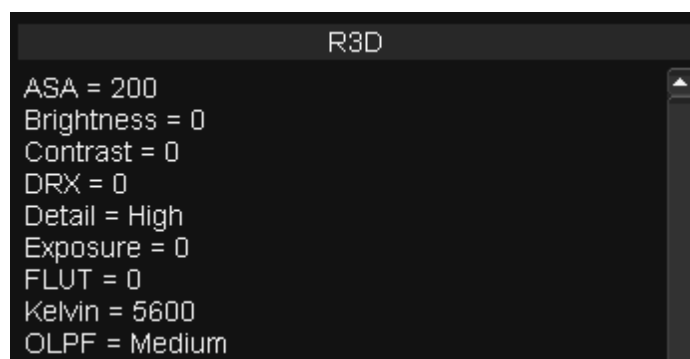 R3D
ASA = 200
Brightness = 0
Contrast = 0
DRX = 0
Detail = High
Exposure = 0
FLUT = 0
Kelvin = 5600
OLPF = Medium